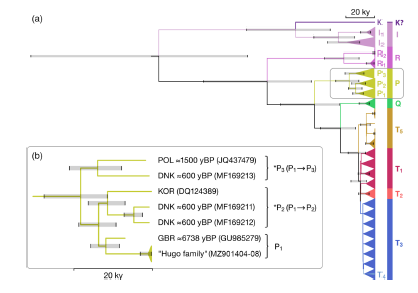 20 ky
(a)
K K?
I₁ I
I₂
R₂ R
R₁
P₃
P₂ P
P₁
Q
T₅
T₁
T₂
T₃
T₄
(b)
POL ≈1500 yBP (JQ437479)
DNK ≈600 yBP (MF169213)
*P₃ (P₁→P₃)
KOR (DQ124389)
DNK ≈600 yBP (MF169211)
DNK ≈600 yBP (MF169212)
*P₂ (P₁→P₂)
GBR ≈6738 yBP (GU985279)
"Hugo family" (MZ901404-08)
P₁
20 ky